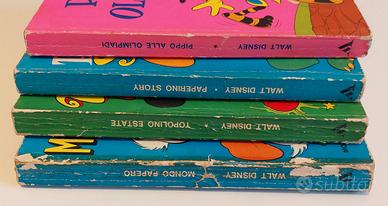 WALT DISNEY • PIPPO ALLE OLIMPIADI
WALT DISNEY • PAPERINO STORY
WALT DISNEY • TOPOLINO ESTATE
WALT DISNEY • MONDO PAPERO
subito